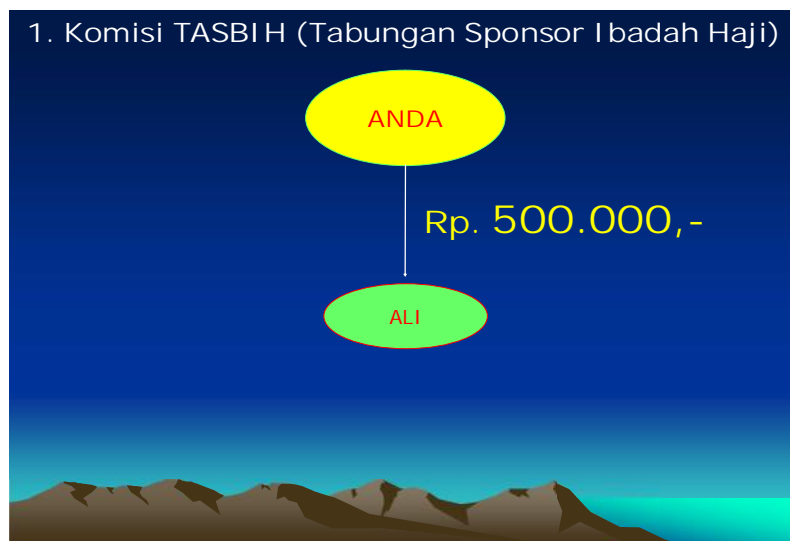 1. Komisi TASBIH (Tabungan Sponsor Ibadah Haji)
ANDA
Rp. 500.000,-
ALI